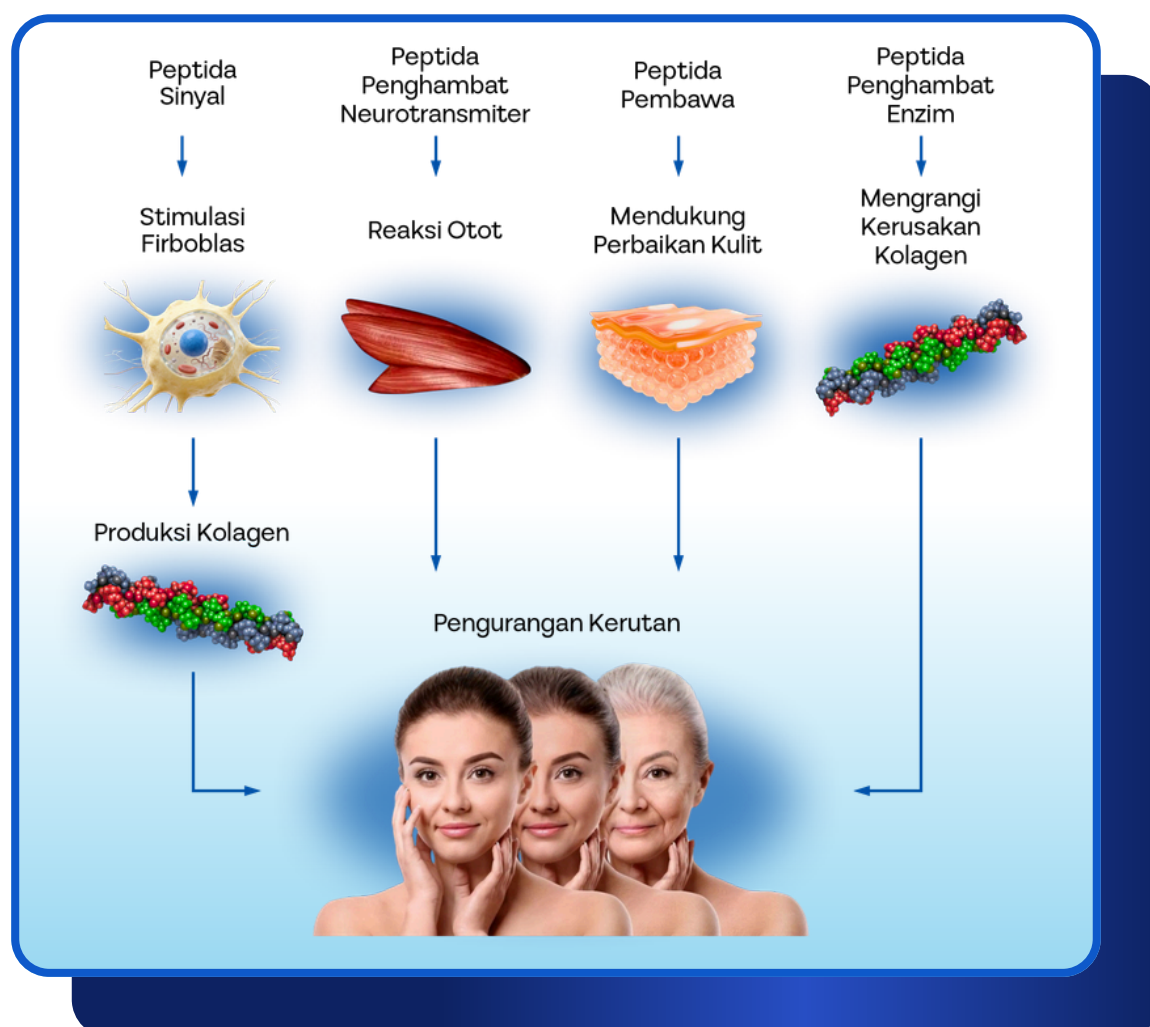 Peptida
Sinyal
Peptida
Penghambat
Neurotransmiter
Peptida
Pembawa
Peptida
Penghambat
Enzim
Stimulasi
Firboblas
Reaksi Otot
Mendukung
Perbaikan Kulit
Mengrangi
Kerusakan
Kolagen
Produksi Kolagen
Pengurangan Kerutan